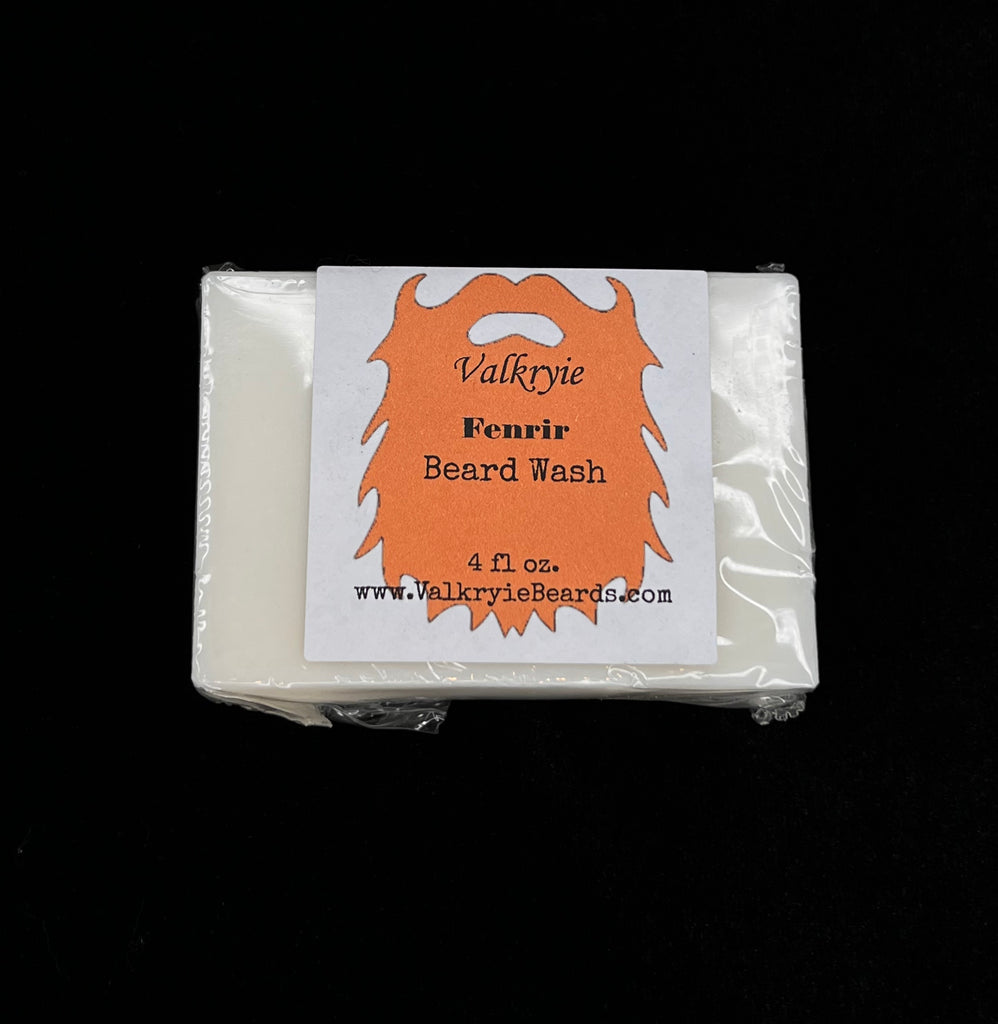 Valkryie
Fenrir
Beard Wash
4 fl oz.
www.ValkryieBeards.com